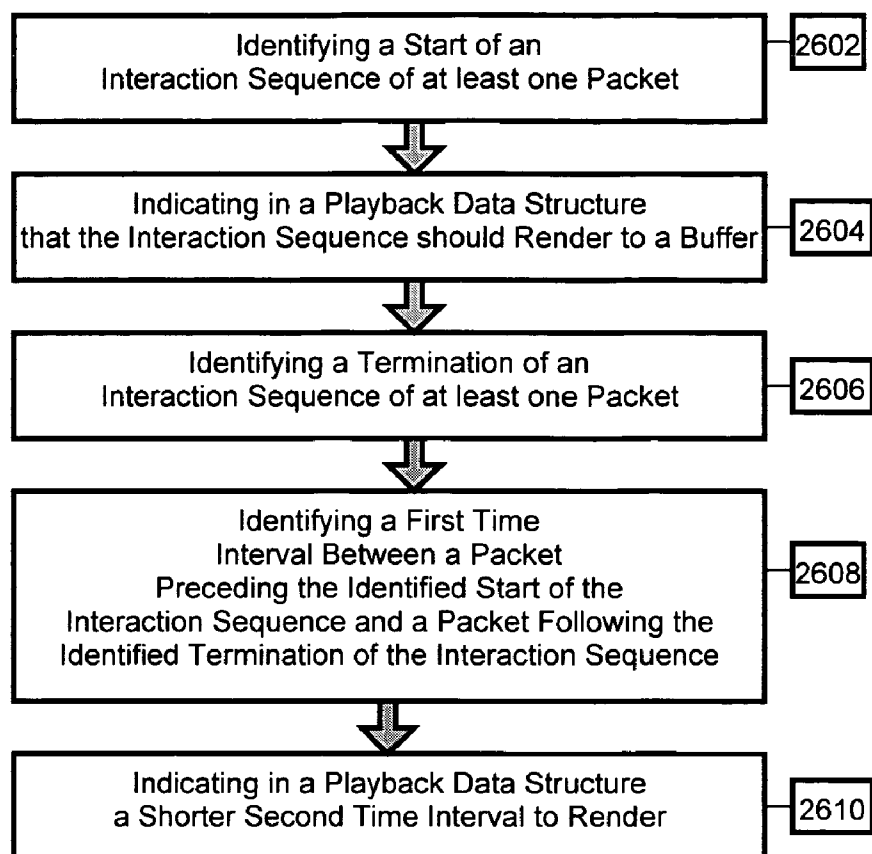 Identifying a Start of an
Interaction Sequence of at least one Packet
2602
Indicating in a Playback Data Structure
that the Interaction Sequence should Render to a Buffer
2604
Identifying a Termination of an
Interaction Sequence of at least one Packet
2606
Identifying a First Time
Interval Between a Packet
Preceding the Identified Start of the
Interaction Sequence and a Packet Following the
Identified Termination of the Interaction Sequence
2608
Indicating in a Playback Data Structure
a Shorter Second Time Interval to Render
2610